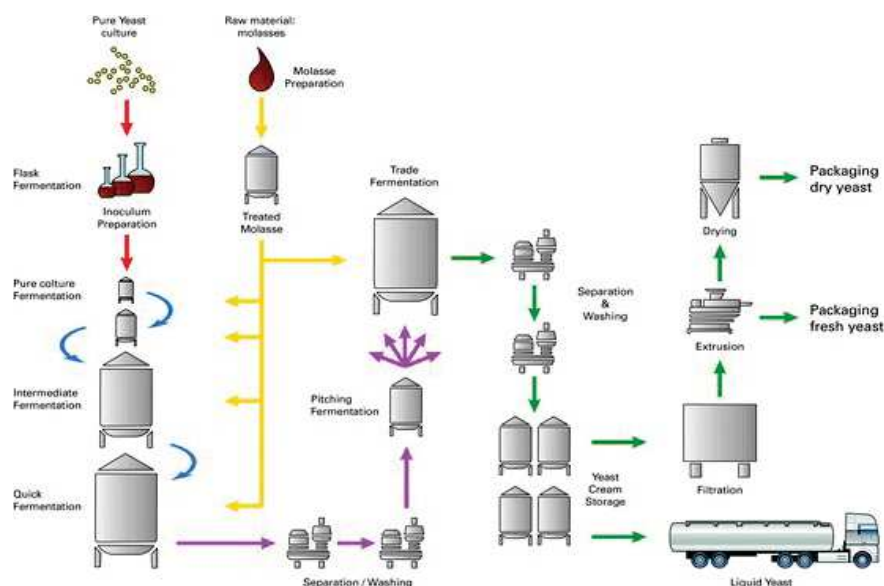 Pure Yeast
culture
Raw material:
molasses
Molasse
Preparation
Flask
Fermentation
Inoculum
Preparation
Treated
Molasse
Trade
Fermentation
Drying
Packaging
dry yeast
Pure colture
Fermentation
Separation
&
Washing
Packaging
fresh yeast
Extrusion
Intermediate
Fermentation
Pitching
Fermentation
Quick
Fermentation
Yeast
Cream
Storage
Filtration
Separation / Washing
Liquid Yeast